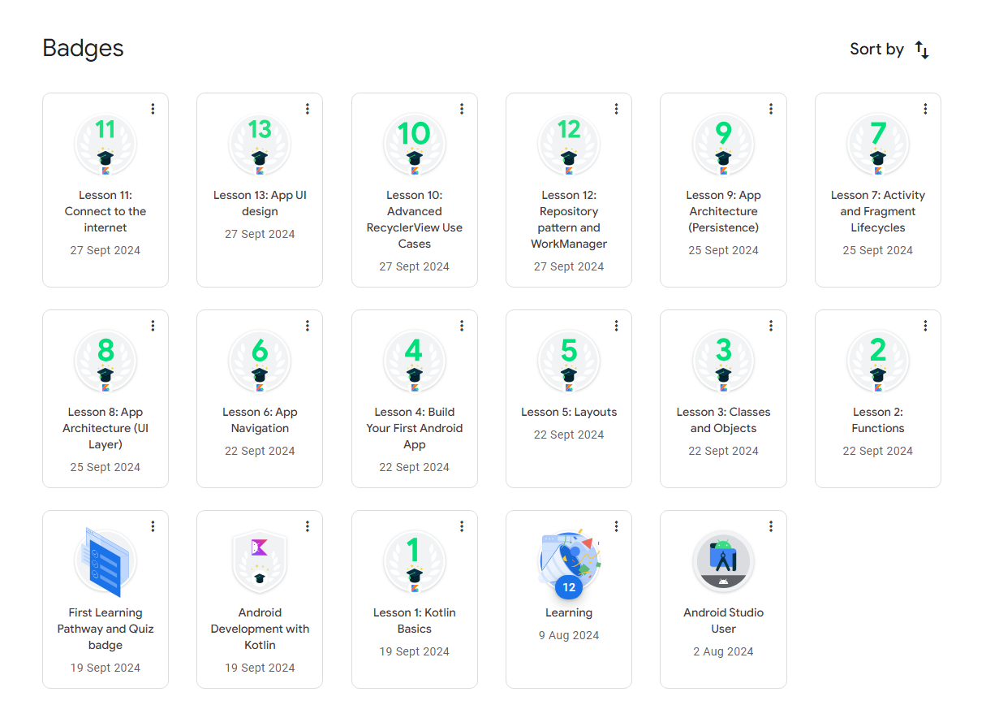 Badges
Sort by
11
Lesson 11:
Connect to the
internet
27 Sept 2024
13
Lesson 13: App UI
design
27 Sept 2024
10
Lesson 10:
Advanced
RecyclerView Use
Cases
27 Sept 2024
12
Lesson 12:
Repository
pattern and
WorkManager
27 Sept 2024
9
Lesson 9: App
Architecture
(Persistence)
25 Sept 2024
7
Lesson 7: Activity
and Fragment
Lifecycles
25 Sept 2024
8
Lesson 8: App
Architecture (UI
Layer)
25 Sept 2024
6
Lesson 6: App
Navigation
22 Sept 2024
4
Lesson 4: Build
Your First Android
App
22 Sept 2024
5
Lesson 5: Layouts
22 Sept 2024
3
Lesson 3: Classes
and Objects
22 Sept 2024
2
Lesson 2:
Functions
22 Sept 2024
First Learning
Pathway and Quiz
badge
19 Sept 2024
Android
Development with
Kotlin
19 Sept 2024
1
Lesson 1: Kotlin
Basics
19 Sept 2024
12
Learning
9 Aug 2024
Android Studio
User
2 Aug 2024